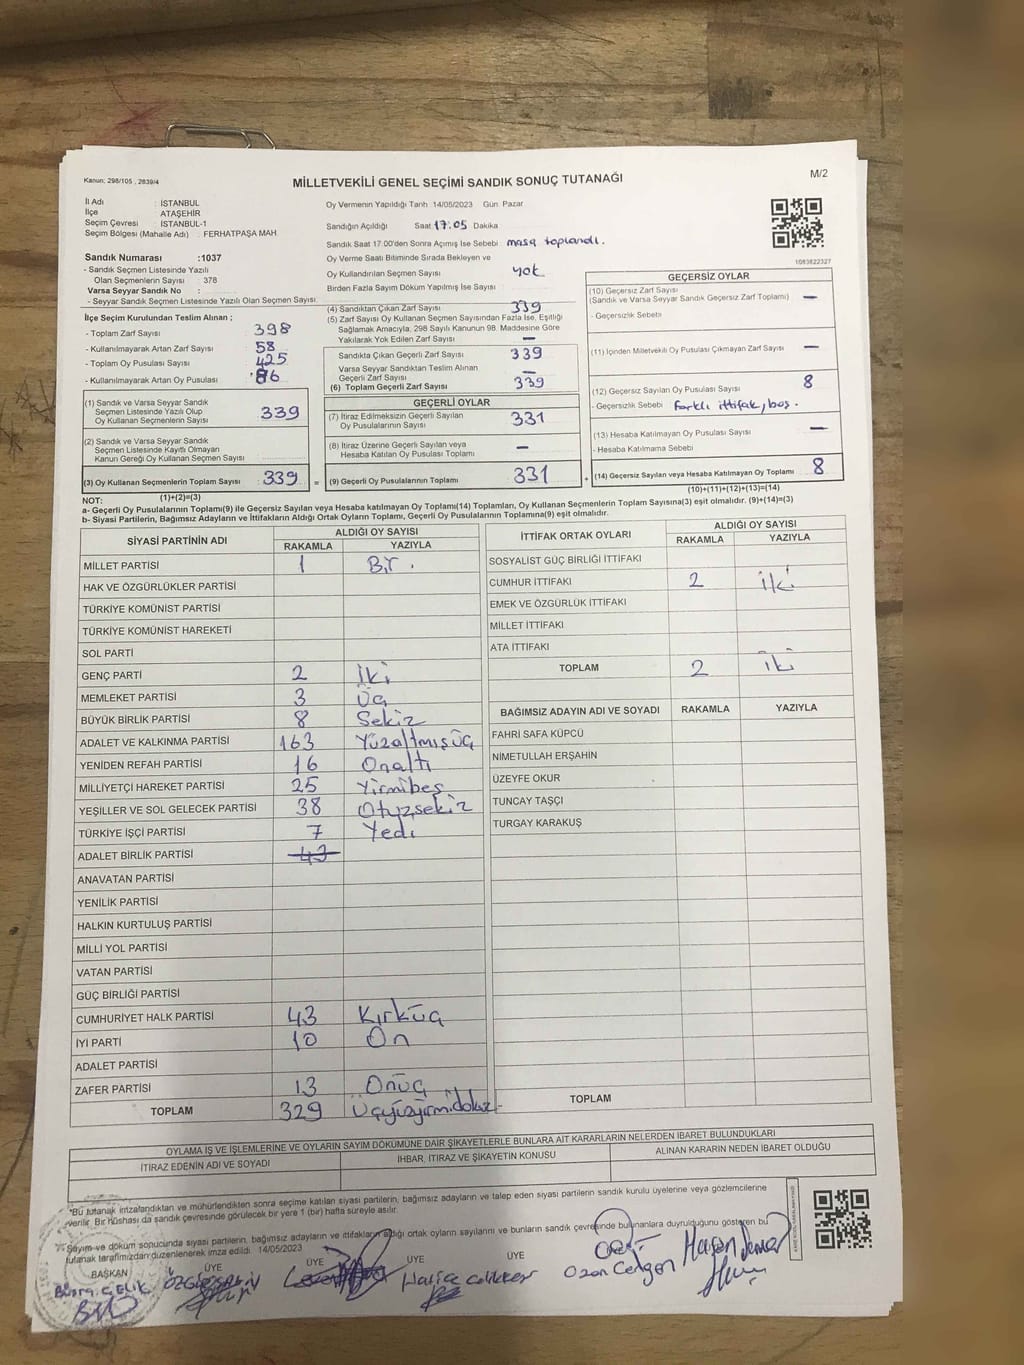 Kanun: 298/105 , 2839/4
MİLLETVEKİLİ GENEL SEÇİMİ SANDIK SONUÇ TUTANAĞI
M/2
İl Adı : İSTANBUL
İlçe : ATAŞEHİR
Seçim Çevresi : İSTANBUL-1
Seçim Bölgesi (Mahalle Adı) : FERHATPAŞA MAH.
Sandık Numarası :1037
- Sandık Seçmen Listesinde Yazılı
Olan Seçmenlerin Sayısı : 378
Varsa Seyyar Sandık No :
- Seyyar Sandık Seçmen Listesinde Yazılı Olan Seçmen Sayısı:
Oy Vermenin Yapıldığı Tarih 14/05/2023 Gün Pazar
Sandığın Açıldığı Saat 17:05 Dakika
Sandık Saat 17.00'den Sonra Açımış İse Sebebi masa toplandı.
Oy Verme Saati Bitiminde Sırada Bekleyen ve
Oy Kullandırılan Seçmen Sayısı yok
Birden Fazla Sayım Döküm Yapılmış İse Sayısı
1083822327
İlçe Seçim Kurulundan Teslim Alınan ;
- Toplam Zarf Sayısı 398
- Kullanılmayarak Artan Zarf Sayısı 58
- Toplam Oy Pusulası Sayısı 425
- Kullanılmayarak Artan Oy Pusulası 86
(1) Sandık ve Varsa Seyyar Sandık
Seçmen Listesinde Yazılı Olup
Oy Kullanan Seçmenlerin Sayısı 339
(2) Sandık ve Varsa Seyyar Sandık
Seçmen Listesinde Kayıtlı Olmayan
Kanun Gereği Oy Kullanan Seçmen Sayısı
(3) Oy Kullanan Seçmenlerin Toplam Sayısı 339 =
(1)+(2)=(3)
(4) Sandıktan Çıkan Zarf Sayısı 339
(5) Zarf Sayısı Oy Kullanan Seçmen Sayısından Fazla İse, Eşitliği
Sağlamak Amacıyla, 298 Sayılı Kanunun 98. Maddesine Göre
Yakılarak Yok Edilen Zarf Sayısı —
Sandıkta Çıkan Geçerli Zarf Sayısı 339
Varsa Seyyar Sandıktan Teslim Alınan
Geçerli Zarf Sayısı —
(6) Toplam Geçerli Zarf Sayısı 339
GEÇERLİ OYLAR
(7) İtiraz Edilmeksizin Geçerli Sayılan
Oy Pusulalarının Sayısı 331
(8) İtiraz Üzerine Geçerli Sayılan veya
Hesaba Katılan Oy Pusulası Toplamı —
(9) Geçerli Oy Pusulalarının Toplamı 331 +
GEÇERSİZ OYLAR
(10) Geçersiz Zarf Sayısı
(Sandık ve Varsa Seyyar Sandık Geçersiz Zarf Toplamı) —
- Geçersizlik Sebebi
(11) İçinden Milletvekili Oy Pusulası Çıkmayan Zarf Sayısı —
(12) Geçersiz Sayılan Oy Pusulası Sayısı 8
- Geçersizlik Sebebi farklı ittifak, boş.
(13) Hesaba Katılmayan Oy Pusulası Sayısı —
- Hesaba Katılmama Sebebi
(14) Geçersiz Sayılan veya Hesaba Katılmayan Oy Toplamı 8
(10)+(11)+(12)+(13)=(14)
NOT:
a- Geçerli Oy Pusulalarının Toplamı(9) ile Geçersiz Sayılan veya Hesaba katılmayan Oy Toplamı(14) Toplamları, Oy Kullanan Seçmenlerin Toplam Sayısına(3) eşit olmalıdır. (9)+(14)=(3)
b- Siyasi Partilerin, Bağımsız Adayların ve İttifakların Aldığı Ortak Oyların Toplamı, Geçerli Oy Pusulalarının Toplamına(9) eşit olmalıdır.
SİYASİ PARTİNİN ADI ALDIĞI OY SAYISI
RAKAMLA YAZIYLA
MİLLET PARTİSİ 1 Bir.
HAK VE ÖZGÜRLÜKLER PARTİSİ
TÜRKİYE KOMÜNİST PARTİSİ
TÜRKİYE KOMÜNİST HAREKETİ
SOL PARTİ
GENÇ PARTİ 2 İki
MEMLEKET PARTİSİ 3 Üç
BÜYÜK BİRLİK PARTİSİ 8 Sekiz
ADALET VE KALKINMA PARTİSİ 163 Yüzaltmışüç
YENİDEN REFAH PARTİSİ 16 Onaltı
MİLLİYETÇİ HAREKET PARTİSİ 25 Yirmibeş
YEŞİLLER VE SOL GELECEK PARTİSİ 38 Otuzsekiz
TÜRKİYE İŞÇİ PARTİSİ 7 Yedi
ADALET BİRLİK PARTİSİ 43
ANAVATAN PARTİSİ
YENİLİK PARTİSİ
HALKIN KURTULUŞ PARTİSİ
MİLLİ YOL PARTİSİ
VATAN PARTİSİ
GÜÇ BİRLİĞİ PARTİSİ
CUMHURİYET HALK PARTİSİ 43 Kırküç
İYİ PARTİ 10 On
ADALET PARTİSİ
ZAFER PARTİSİ 13 Onüç
TOPLAM 329 Üçyüzyirmidokuz
İTTİFAK ORTAK OYLARI ALDIĞI OY SAYISI
RAKAMLA YAZIYLA
SOSYALİST GÜÇ BİRLİĞİ İTTİFAKI
CUMHUR İTTİFAKI 2 İki
EMEK VE ÖZGÜRLÜK İTTİFAKI
MİLLET İTTİFAKI
ATA İTTİFAKI
TOPLAM 2 İki
BAĞIMSIZ ADAYIN ADI VE SOYADI RAKAMLA YAZIYLA
FAHRİ SAFA KÜPCÜ
NİMETULLAH ERŞAHİN
ÜZEYFE OKUR
TUNCAY TAŞÇI
TURGAY KARAKUŞ
TOPLAM
OYLAMA İŞ VE İŞLEMLERİNE VE OYLARIN SAYIM DÖKÜMÜNE DAİR ŞİKAYETLERLE BUNLARA AİT KARARLARIN NELERDEN İBARET BULUNDUKLARI
İTİRAZ EDENİN ADI VE SOYADI İHBAR, İTİRAZ VE ŞİKAYETİN KONUSU ALINAN KARARIN NEDEN İBARET OLDUĞU
*Bu tutanak imzalandıktan ve mühürlendikten sonra seçime katılan siyasi partilerin, bağımsız adayların ve talep eden siyasi partilerin sandık kurulu üyelerine veya gözlemcilerine
verilir. Bir nüshası da sandık çevresinde görülecek bir yere 1 (bir) hafta süreyle asılır.
Sayım ve döküm sonucunda siyasi partilerin, bağımsız adayların ve ittifakların aldığı ortak oyların sayılarını ve bunların sandık çevresinde bulunanlara duyrulduğunu gösteren bu
tutanak tarafımızdan düzenlenerek imza edildi. 14/05/2023
BAŞKAN ÜYE ÜYE ÜYE ÜYE
Ozan Cengen